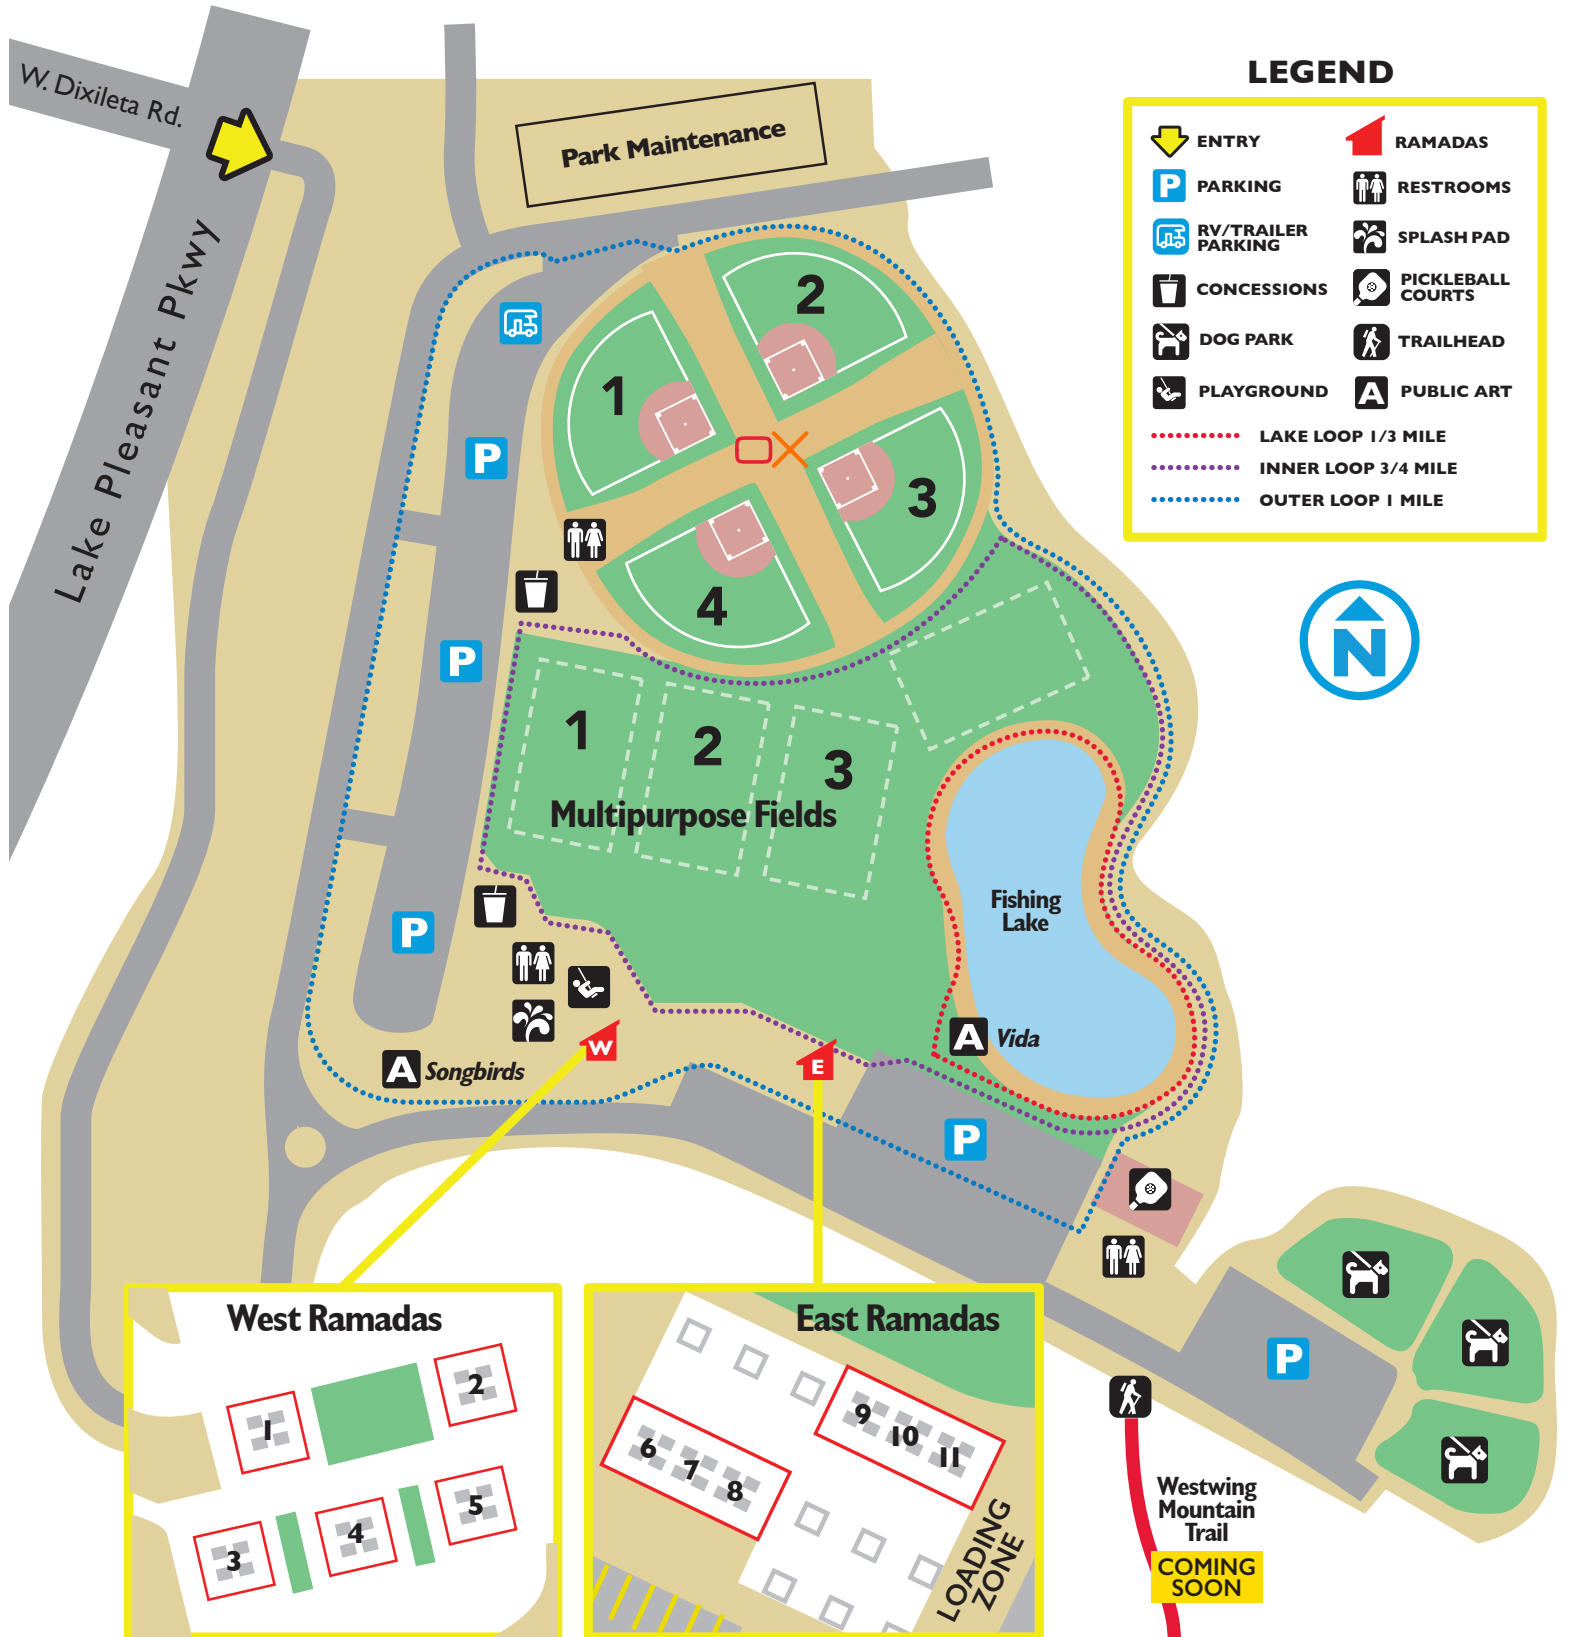 W. Dixileta Rd.
Lake Pleasant Pkwy
Park Maintenance
LEGEND
ENTRY
RAMADAS
P
PARKING
RESTROOMS
RV/TRAILER
PARKING
SPLASH PAD
CONCESSIONS
PICKLEBALL
COURTS
DOG PARK
TRAILHEAD
PLAYGROUND
A
PUBLIC ART
LAKE LOOP 1/3 MILE
INNER LOOP 3/4 MILE
OUTER LOOP 1 MILE
N
1
2
3
4
P
P
P
1
2
3
Multipurpose Fields
Fishing
Lake
A Vida
A Songbirds
W
E
P
P
West Ramadas
1
2
3
4
5
East Ramadas
6
7
8
9
10
11
LOADING
ZONE
Westwing
Mountain
Trail
COMING
SOON